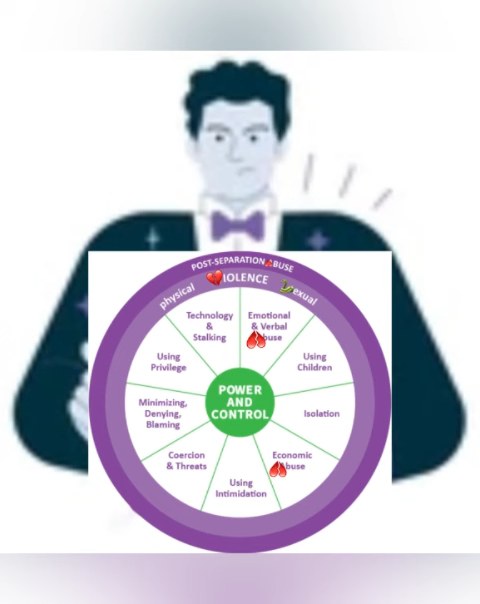 POST-SEPARATION BUSE
physical IOLENCE exual
Technology
&
Stalking
Emotional
& Verbal
buse
Using
Children
Isolation
Economic
buse
Using
Intimidation
Coercion
& Threats
Minimizing,
Denying,
Blaming
Using
Privilege
POWER
AND
CONTROL